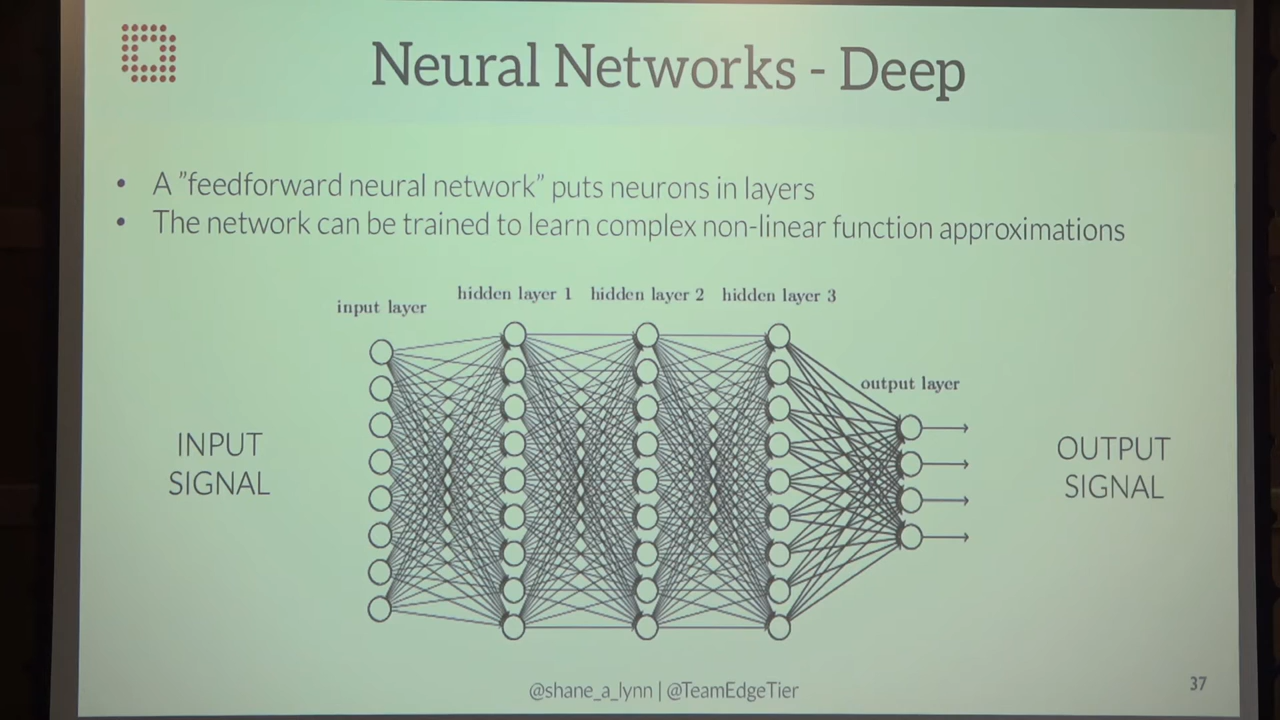 Neural Networks - Deep
• A ”feedforward neural network” puts neurons in layers
• The network can be trained to learn complex non-linear function approximations
input layer
hidden layer 1
hidden layer 2
hidden layer 3
output layer
INPUT
SIGNAL
OUTPUT
SIGNAL
@shane_a_lynn | @TeamEdgeTier
37